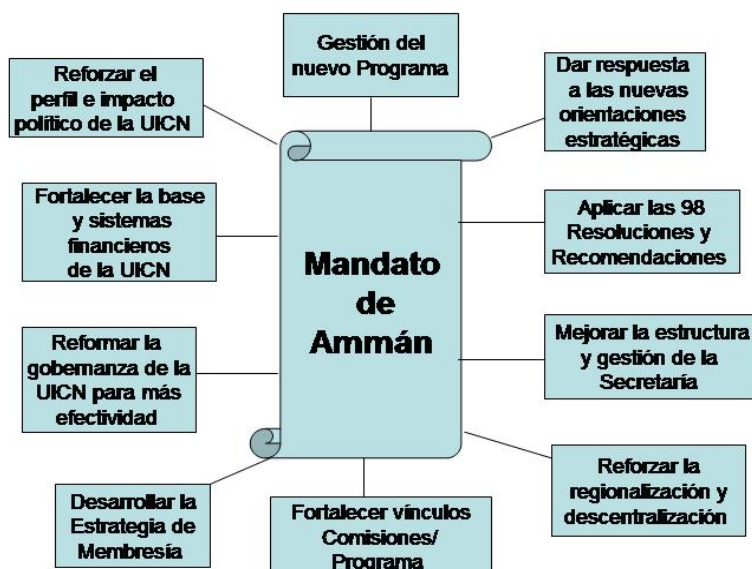 Gestión del
nuevo Programa
Reforzar el
perfil e impacto
político de la UICN
Dar respuesta
a las nuevas
orientaciones
estratégicas
Fortalecer la base
y sistemas
financieros
de la UICN
Aplicar las 98
Resoluciones y
Recomendaciones
Mandato
de
Ammán
Reformar la
gobernanza de la
UICN para más
efectividad
Mejorar la estructura
y gestión de la
Secretaría
Desarrollar la
Estrategia de
Membresía
Fortalecer vínculos
Comisiones/
Programa
Reforzar la
regionalización y
descentralización